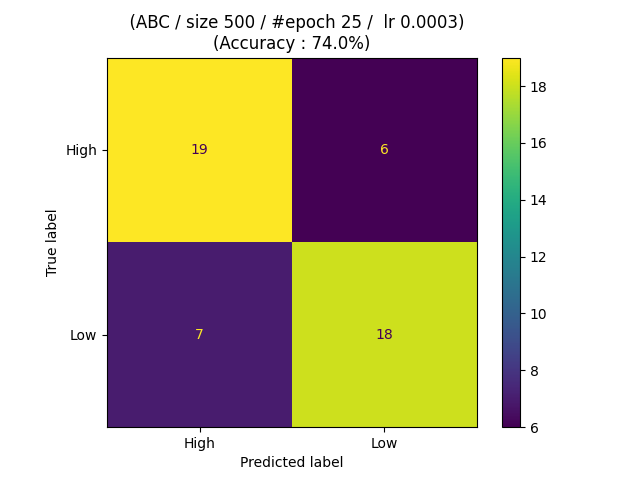 (ABC / size 500 / #epoch 25 /  lr 0.0003)
(Accuracy : 74.0%)
True label
High
Low
19
6
7
18
High
Low
Predicted label
18
16
14
12
10
8
6